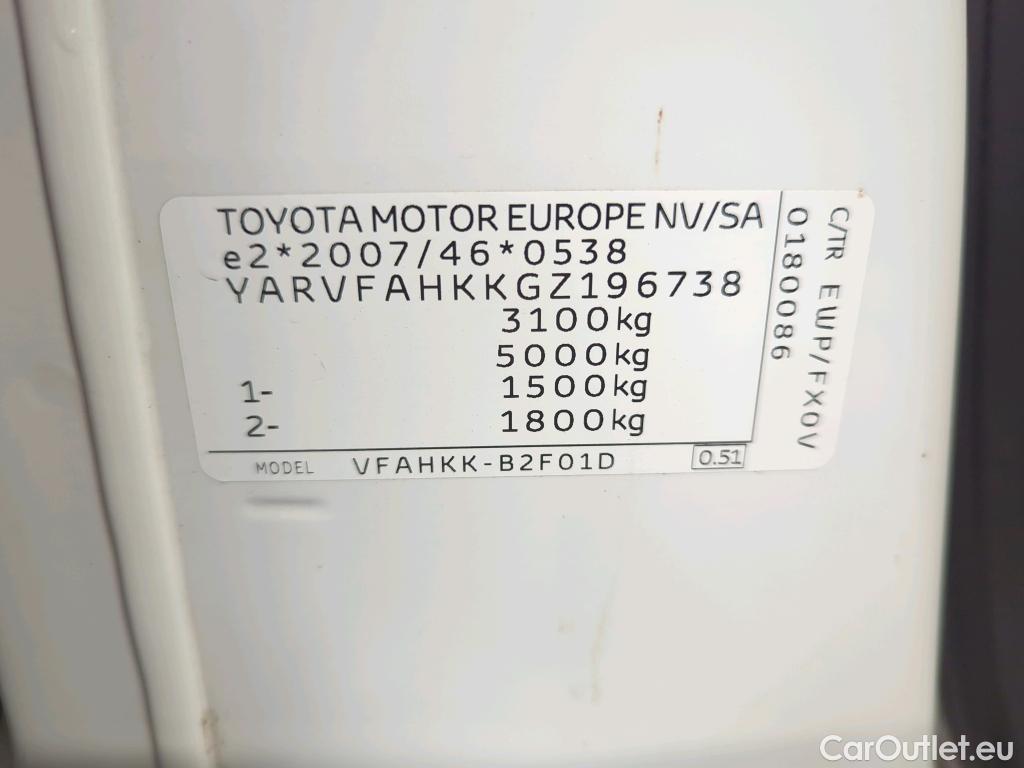 TOYOTA MOTOR EUROPE NV/SA
e2*2007/46*0538
YARVFAHKKGZ196738
3100kg
5000kg
1- 1500kg
2- 1800kg
MODEL VFAHKK-B2F01D 0.51
C/TR EWP/FX0V
0180086
CarOutlet.eu